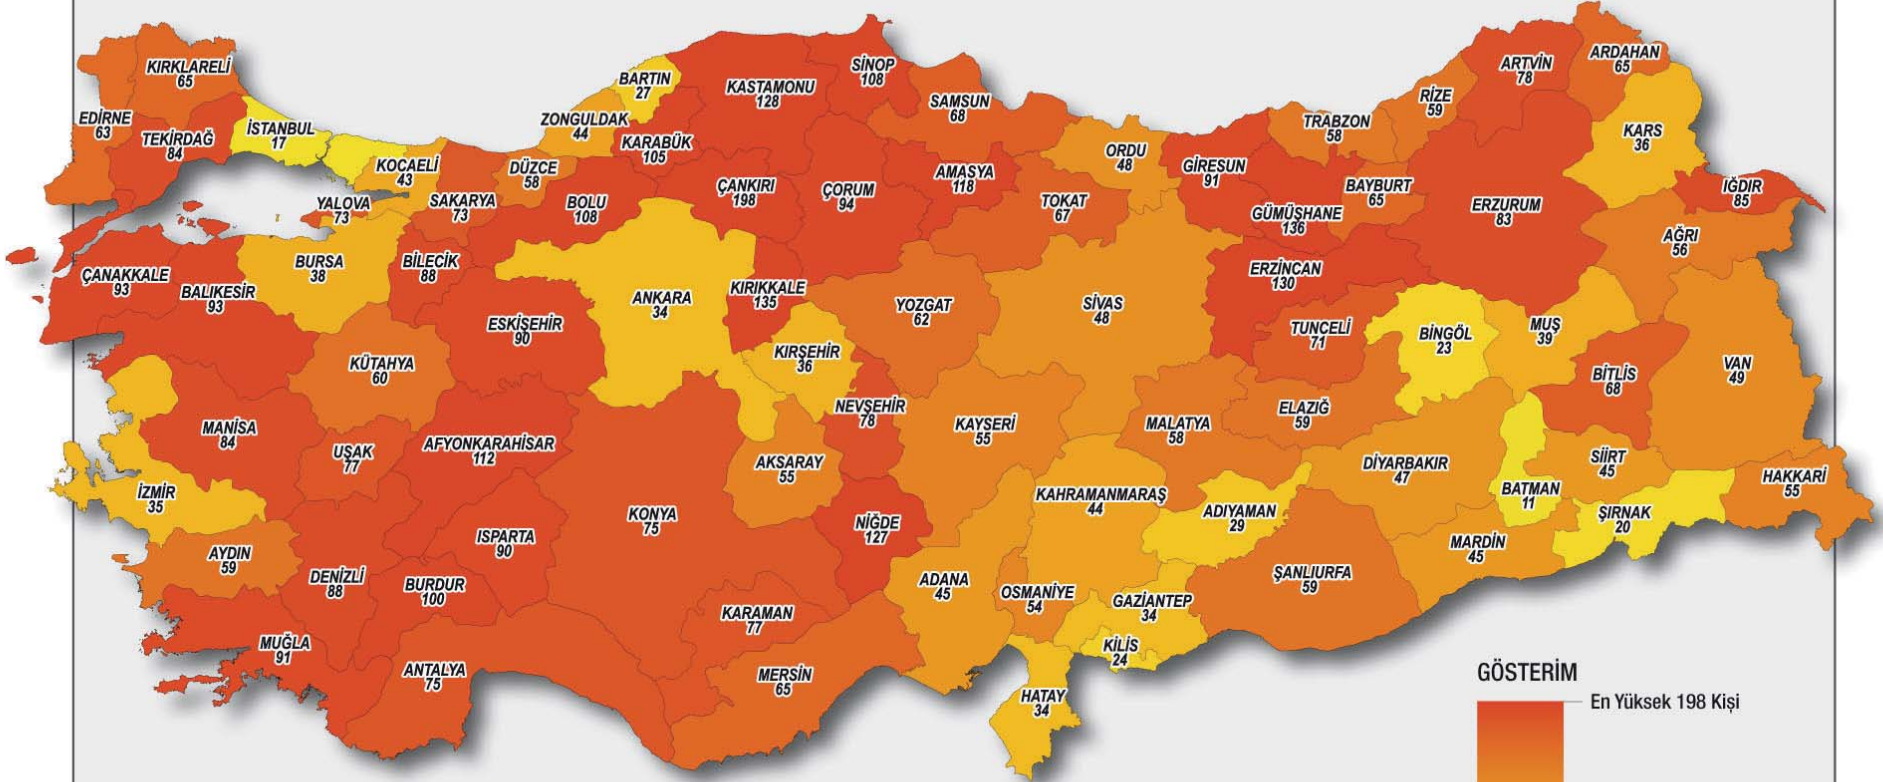 KIRKLARELİ
65
EDİRNE
63
TEKİRDAĞ
84
İSTANBUL
17
KOCAELİ
43
YALOVA
73
SAKARYA
73
DÜZCE
58
ZONGULDAK
44
BARTIN
27
KARABÜK
105
KASTAMONU
128
SİNOP
108
SAMSUN
68
BOLU
108
ÇANKIRI
198
ÇORUM
94
AMASYA
118
TOKAT
67
ORDU
48
GİRESUN
91
TRABZON
58
RİZE
59
ARTVİN
78
ARDAHAN
65
KARS
36
IĞDIR
85
GÜMÜŞHANE
136
BAYBURT
65
ERZURUM
83
AĞRI
56
ÇANAKKALE
93
BALIKESİR
93
BURSA
38
BİLECİK
88
ESKİŞEHİR
90
ANKARA
34
KIRIKKALE
135
YOZGAT
62
SİVAS
48
ERZİNCAN
130
TUNCELİ
71
BİNGÖL
23
MUŞ
39
BİTLİS
68
VAN
49
KÜTAHYA
60
KIRŞEHİR
36
NEVŞEHİR
78
KAYSERİ
55
MALATYA
58
ELAZIĞ
59
MANİSA
84
UŞAK
77
AFYONKARAHİSAR
112
AKSARAY
55
DİYARBAKIR
47
SİİRT
45
BATMAN
11
ŞIRNAK
20
HAKKARİ
55
İZMİR
35
KONYA
75
NİĞDE
127
KAHRAMANMARAŞ
44
ADIYAMAN
29
MARDİN
45
AYDIN
59
DENİZLİ
88
ISPARTA
90
BURDUR
100
ADANA
45
OSMANİYE
54
GAZİANTEP
34
ŞANLIURFA
59
KARAMAN
77
MUĞLA
91
ANTALYA
75
MERSİN
65
KİLİS
24
HATAY
34
GÖSTERİM
En Yüksek 198 Kişi